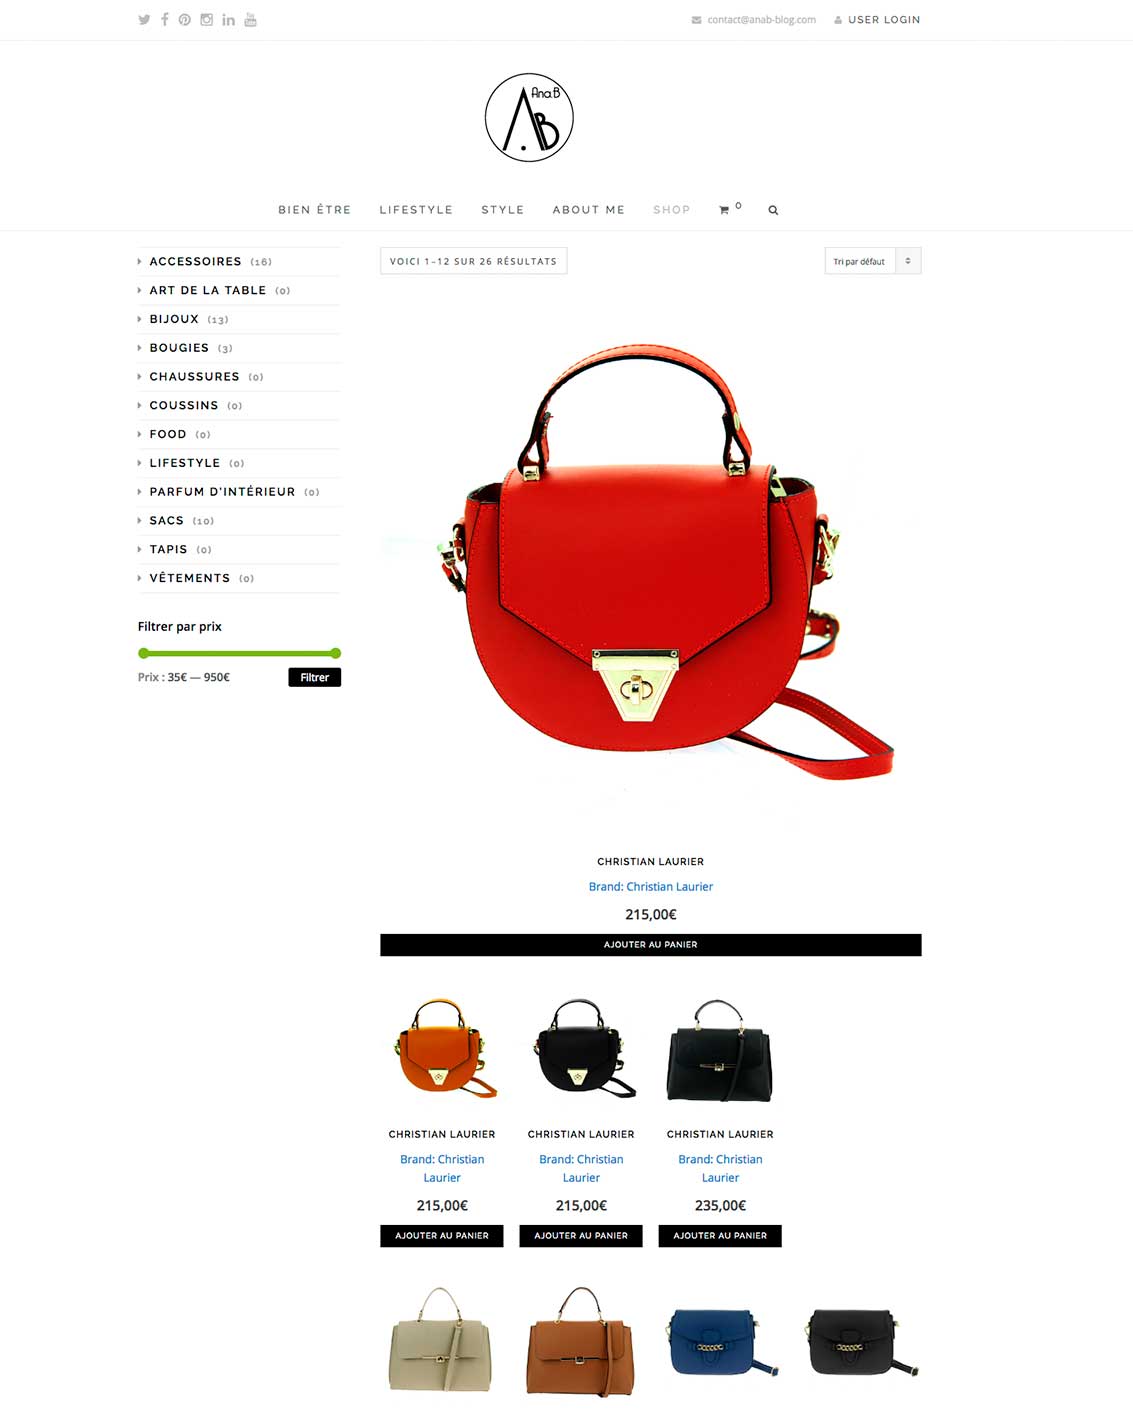 contact@anab-blog.com
USER LOGIN
Ana.B
A.B
BIEN ÊTRE LIFESTYLE STYLE ABOUT ME SHOP 0
ACCESSOIRES (16)
ART DE LA TABLE (0)
BIJOUX (13)
BOUGIES (3)
CHAUSSURES (0)
COUSSINS (0)
FOOD (0)
LIFESTYLE (0)
PARFUM D'INTÉRIEUR (0)
SACS (10)
TAPIS (0)
VÊTEMENTS (0)
Filtrer par prix
Prix : 35€ — 950€
Filtrer
VOICI 1–12 SUR 26 RÉSULTATS
Tri par défaut
CHRISTIAN LAURIER
Brand: Christian Laurier
215,00€
AJOUTER AU PANIER
CHRISTIAN LAURIER
Brand: Christian
Laurier
215,00€
AJOUTER AU PANIER
CHRISTIAN LAURIER
Brand: Christian
Laurier
215,00€
AJOUTER AU PANIER
CHRISTIAN LAURIER
Brand: Christian
Laurier
235,00€
AJOUTER AU PANIER